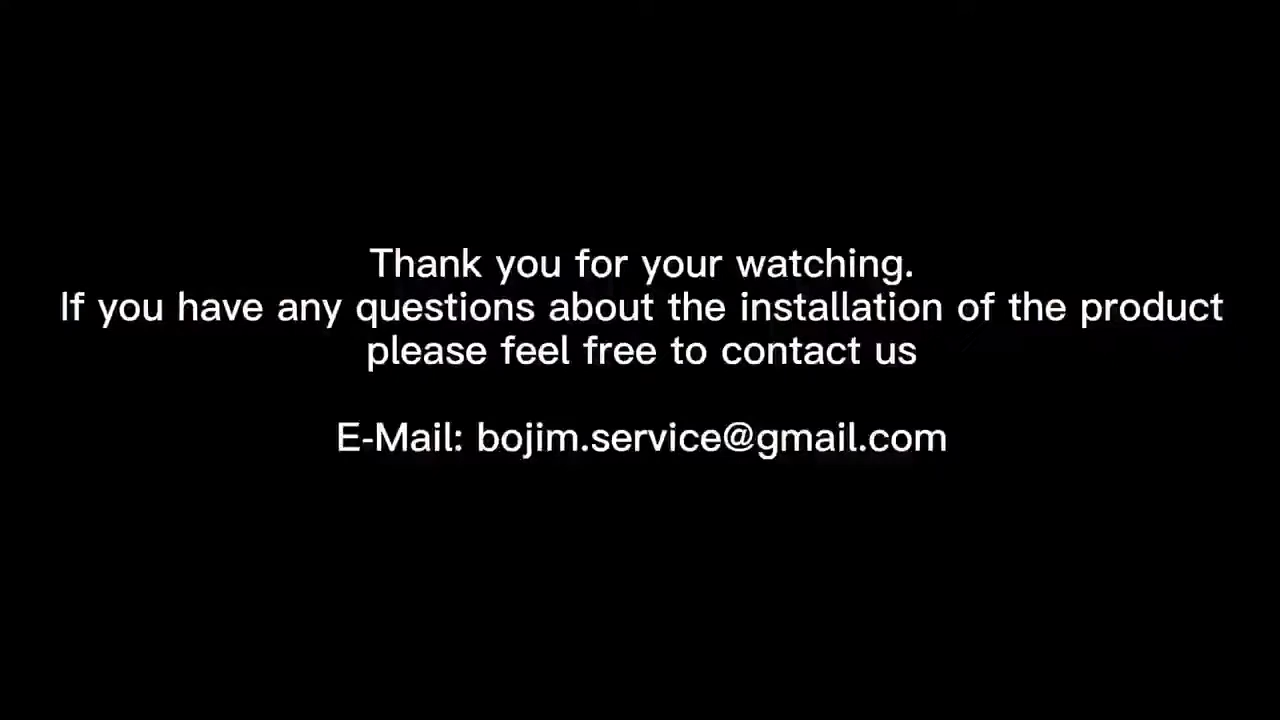 Thank you for your watching.
If you have any questions about the installation of the product
please feel free to contact us
E-Mail: bojim.service@gmail.com